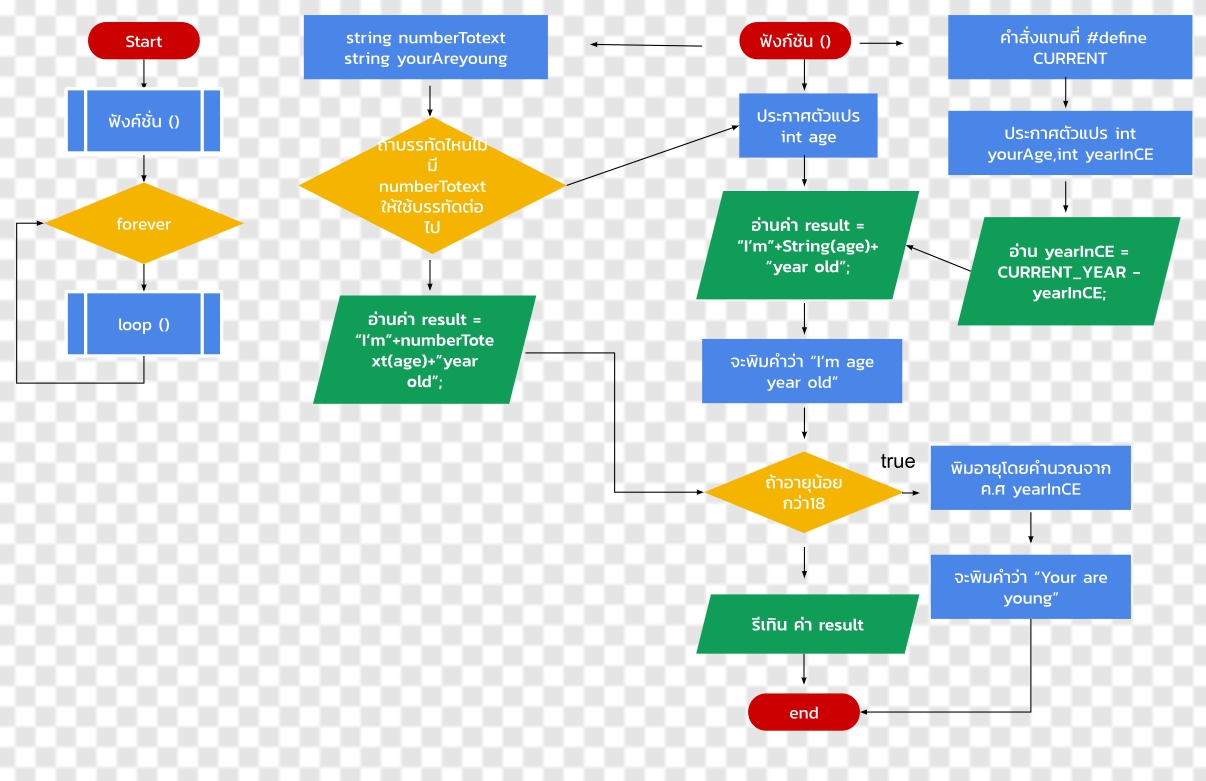 Start
ฟังค์ชั่น ()
forever
loop ()
string numberTotext
string yourAreyoung
ถ้าบรรทัดไหนไม่
มี
numberTotext
ให้ใช้บรรทัดต่อ
ไป
อ่านค่า result =
“I’m”+numberTote
xt(age)+”year
old”;
ฟังก์ชัน ()
ประกาศตัวแปร
int age
อ่านค่า result =
“I’m”+String(age)+
”year old”;
จะพิมคำว่า “I’m age
year old”
ถ้าอายุน้อย
กว่า18
true
รีเทิน ค่า result
end
คำสั่งแทนที่ #define
CURRENT
ประกาศตัวแปร int
yourAge,int yearInCE
อ่าน yearInCE =
CURRENT_YEAR -
yearInCE;
พิมอายุโดยคำนวณจาก
ค.ศ yearInCE
จะพิมคำว่า “Your are
young”